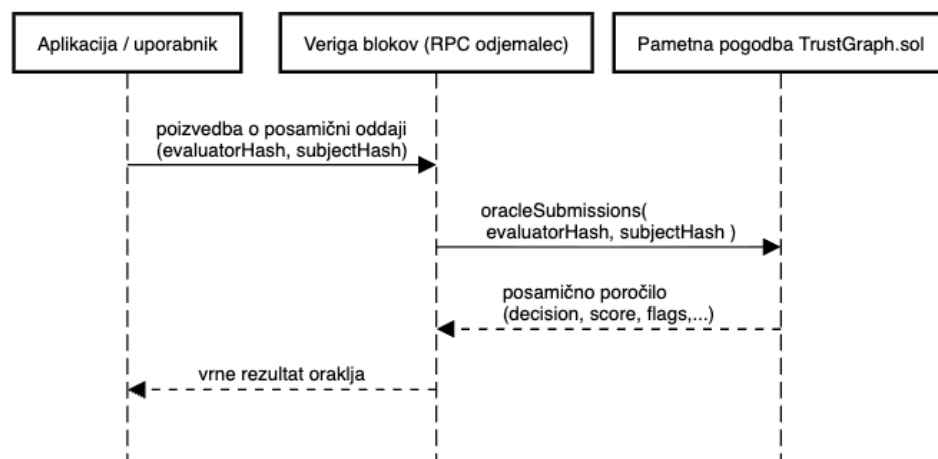 Aplikacija / uporabnik
Veriga blokov (RPC odjemalec)
Pametna pogodba TrustGraph.sol
poizvedba o posamični oddaji
(evaluatorHash, subjectHash)
oracleSubmissions(
evaluatorHash, subjectHash )
posamično poročilo
(decision, score, flags,...)
vrne rezultat oraklja